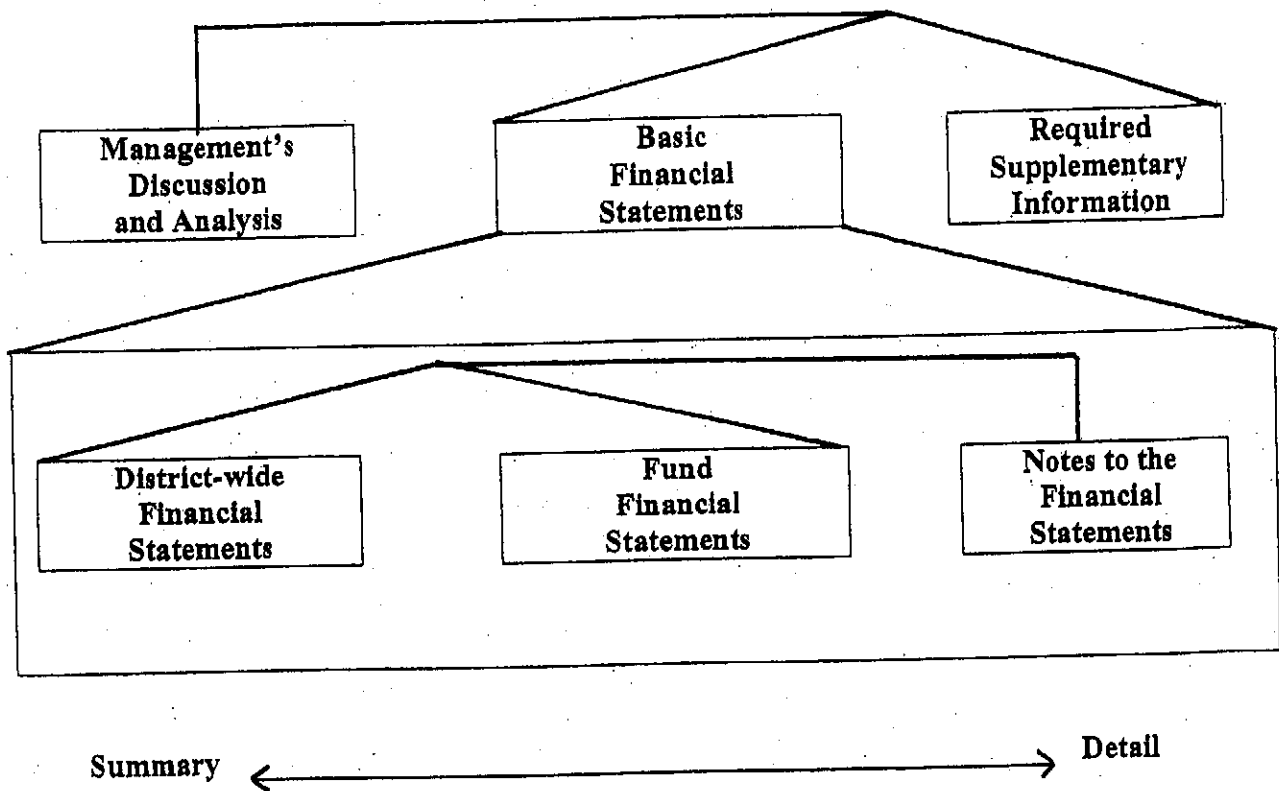 Management's
Discussion
and Analysis
Basic
Financial
Statements
Required
Supplementary
Information
District-wide
Financial
Statements
Fund
Financial
Statements
Notes to the
Financial
Statements
Summary
Detail